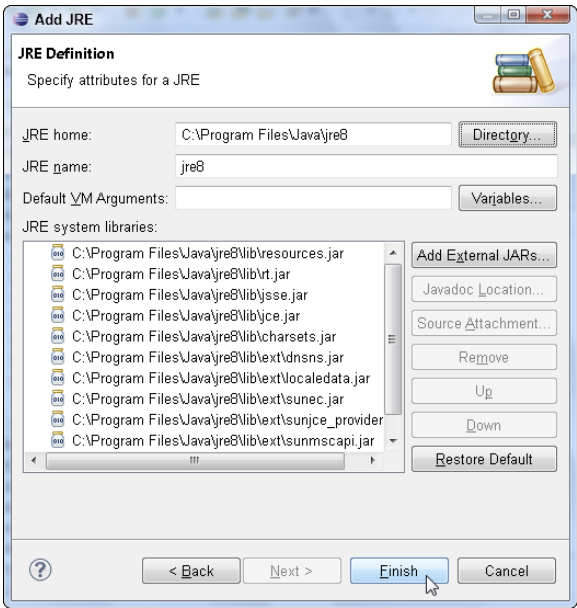 Add JRE
JRE Definition
Specify attributes for a JRE
JRE home:
C:\Program Files\Java\jre8
Directory...
JRE name:
jre8
Default VM Arguments:
Variables...
JRE system libraries:
C:\Program Files\Java\jre8\lib\resources.jar
C:\Program Files\Java\jre8\lib\rt.jar
C:\Program Files\Java\jre8\lib\jsse.jar
C:\Program Files\Java\jre8\lib\jce.jar
C:\Program Files\Java\jre8\lib\charsets.jar
C:\Program Files\Java\jre8\lib\ext\dnsns.jar
C:\Program Files\Java\jre8\lib\ext\localedata.jar
C:\Program Files\Java\jre8\lib\ext\sunec.jar
C:\Program Files\Java\jre8\lib\ext\sunjce_provider
C:\Program Files\Java\jre8\lib\ext\sunmscapi.jar
Add External JARs...
Javadoc Location...
Source Attachment...
Remove
Up
Down
Restore Default
< Back
Next >
Finish
Cancel